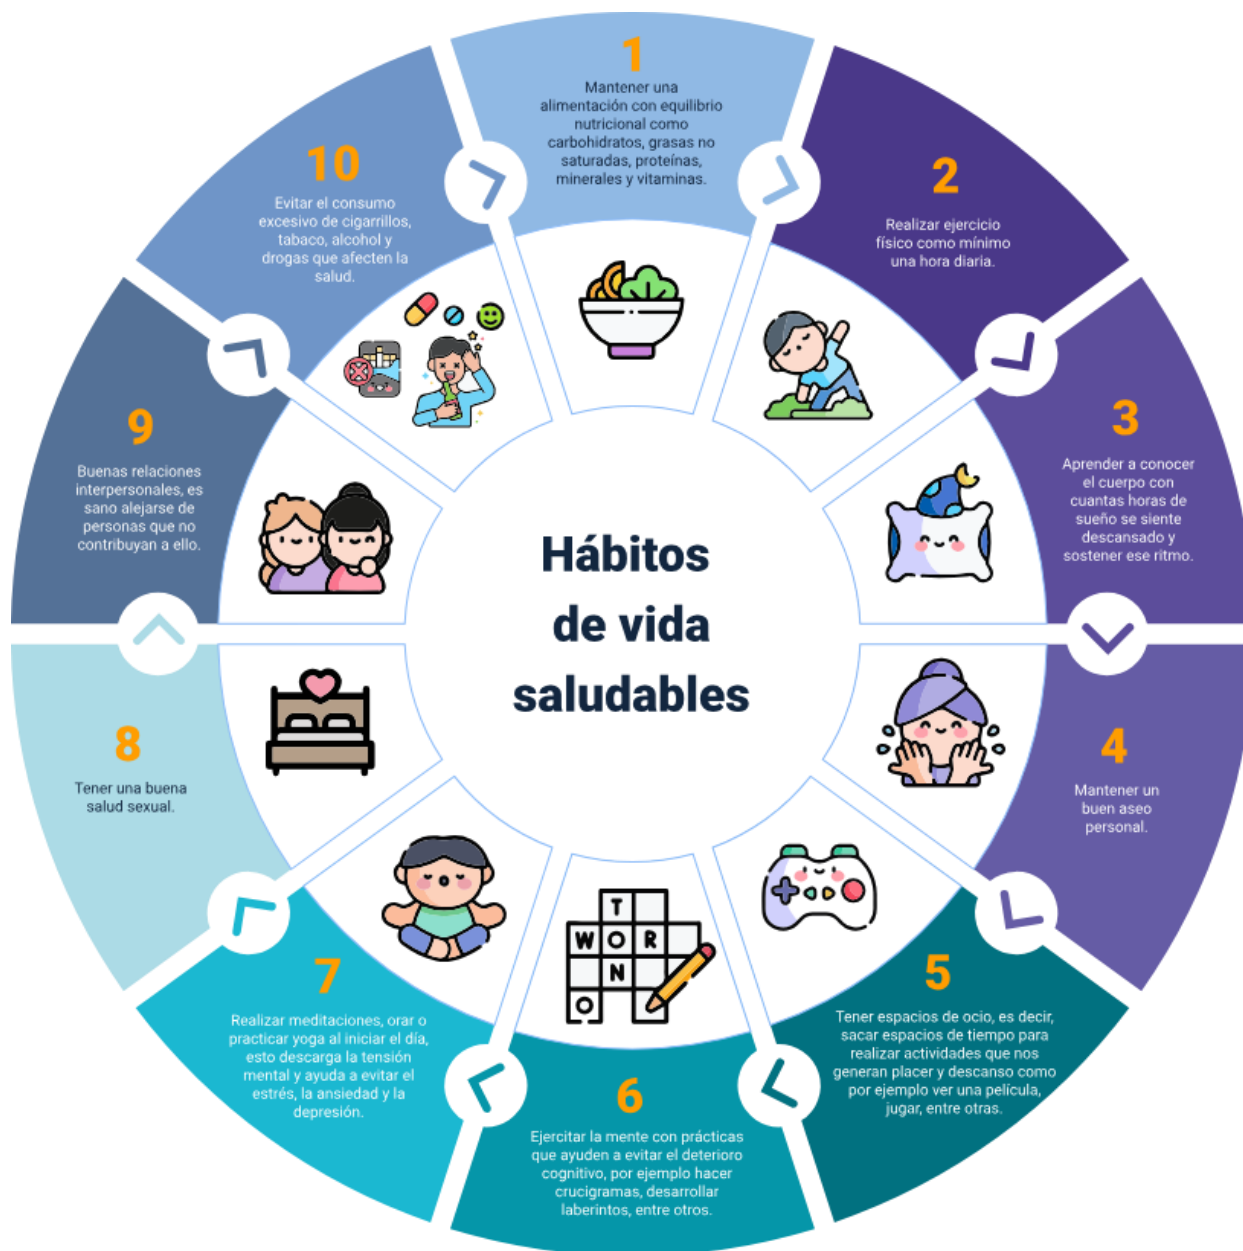 1
Mantener una
alimentación con equilibrio
nutricional como
carbohidratos, grasas no
saturadas, proteínas,
minerales y vitaminas.
2
Realizar ejercicio
físico como mínimo
una hora diaria.
3
Aprender a conocer
el cuerpo con
cuantas horas de
sueño se siente
descansado y
sostener ese ritmo.
4
Mantener un
buen aseo
personal.
5
Tener espacios de ocio, es decir,
sacar espacios de tiempo para
realizar actividades que nos
generan placer y descanso como
por ejemplo ver una película,
jugar, entre otras.
6
Ejercitar la mente con prácticas
que ayuden a evitar el deterioro
cognitivo, por ejemplo hacer
crucigramas, desarrollar
laberintos, entre otros.
7
Realizar meditaciones, orar o
practicar yoga al iniciar el día,
esto descarga la tensión
mental y ayuda a evitar el
estrés, la ansiedad y la
depresión.
8
Tener una buena
salud sexual.
9
Buenas relaciones
interpersonales, es
sano alejarse de
personas que no
contribuyan a ello.
10
Evitar el consumo
excesivo de cigarrillos,
tabaco, alcohol y
drogas que afecten la
salud.
Hábitos
de vida
saludables
T
W O R
N
O